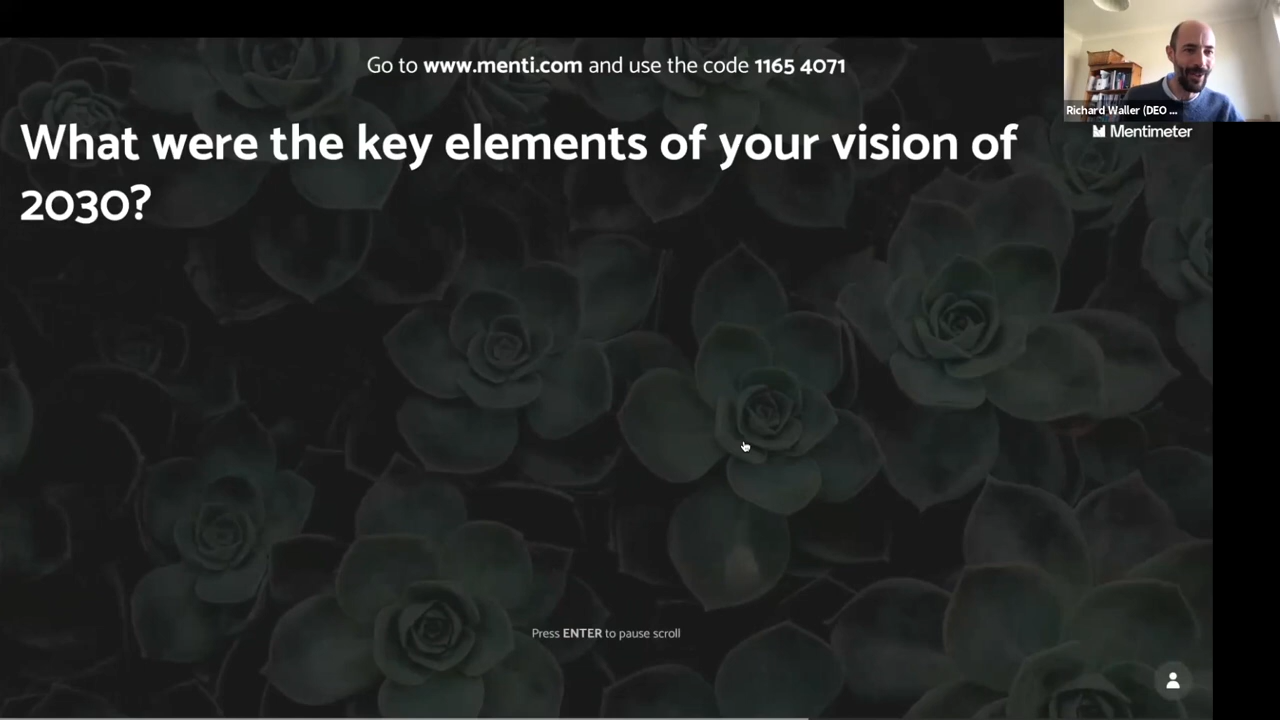 Go to www.menti.com and use the code 1165 4071
Richard Waller (DEO ...
Mentimeter
What were the key elements of your vision of
2030?
Press ENTER to pause scroll